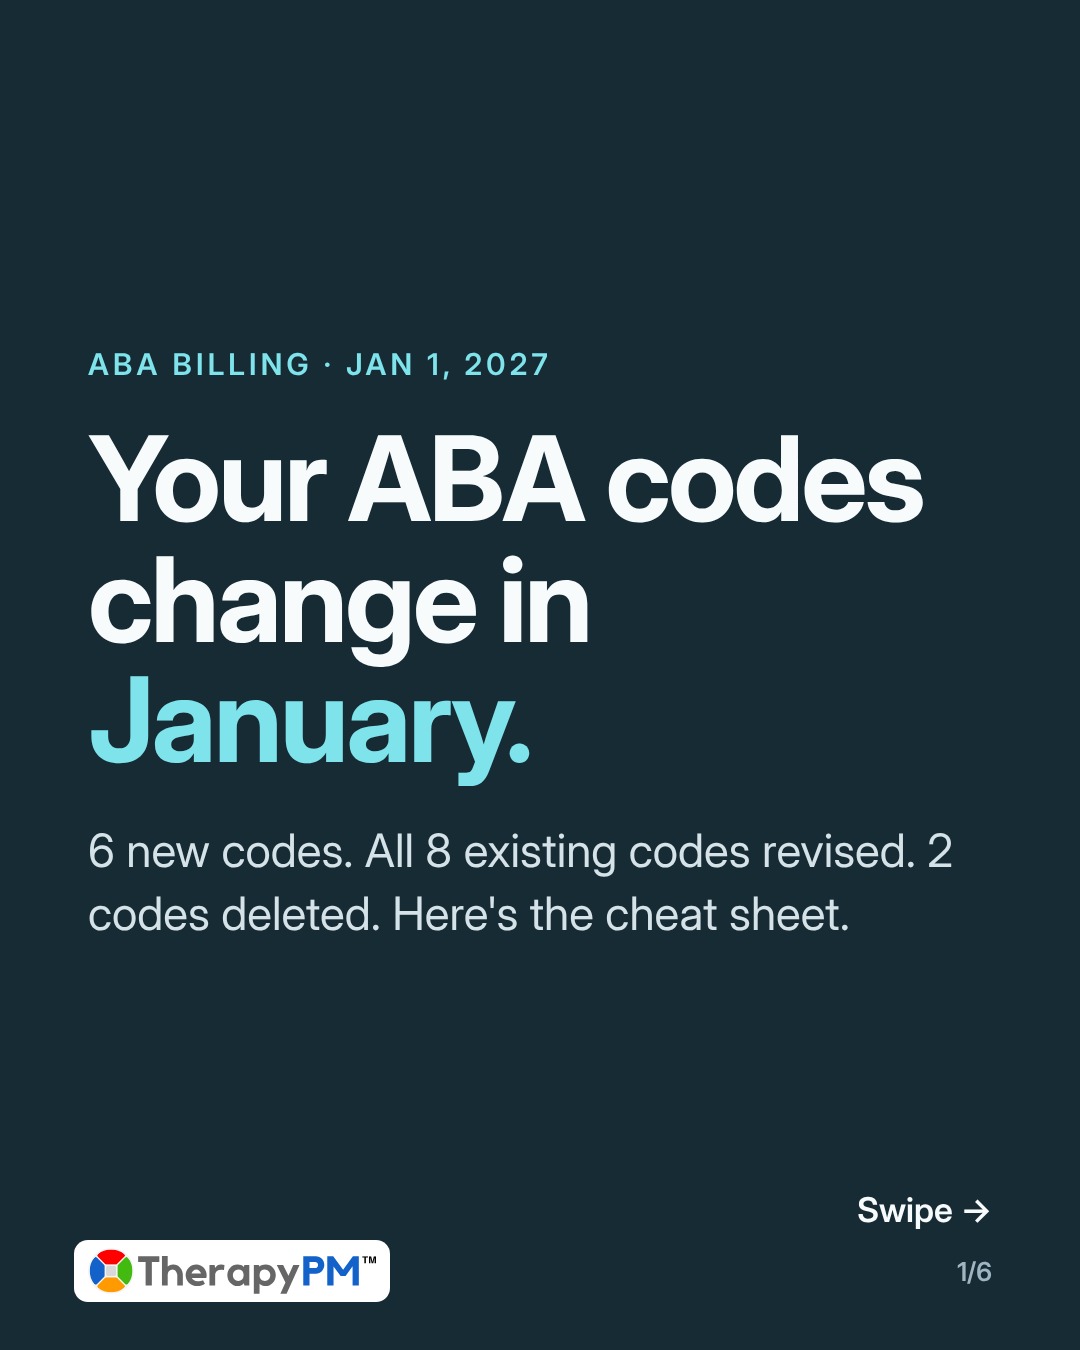 ABA BILLING · JAN 1, 2027
Your ABA codes
change in
January.
6 new codes. All 8 existing codes revised. 2
codes deleted. Here's the cheat sheet.
Swipe →
TherapyPM™
1/6